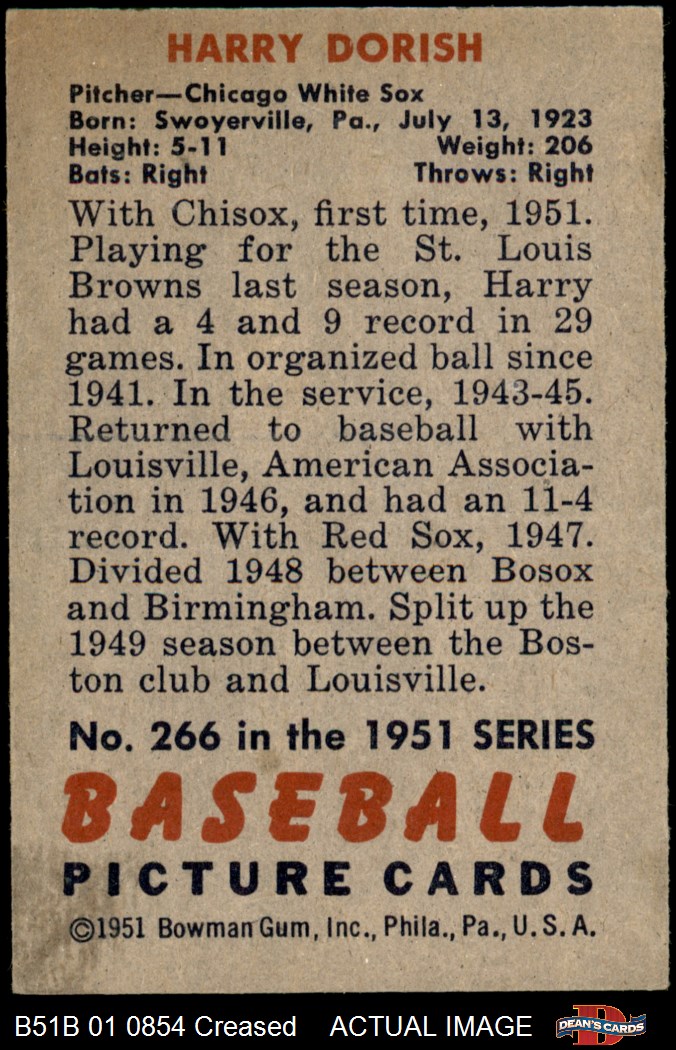 HARRY DORISH
Pitcher—Chicago White Sox
Born: Swoyerville, Pa., July 13, 1923
Height: 5-11 Weight: 206
Bats: Right Throws: Right
With Chisox, first time, 1951.
Playing for the St. Louis
Browns last season, Harry
had a 4 and 9 record in 29
games. In organized ball since
1941. In the service, 1943-45.
Returned to baseball with
Louisville, American Associa-
tion in 1946, and had an 11-4
record. With Red Sox, 1947.
Divided 1948 between Bosox
and Birmingham. Split up the
1949 season between the Bos-
ton club and Louisville.
No. 266 in the 1951 SERIES
BASEBALL
PICTURE CARDS
©1951 Bowman Gum, Inc., Phila., Pa., U.S.A.
B51B 01 0854 Creased ACTUAL IMAGE D DEAN'S CARDS